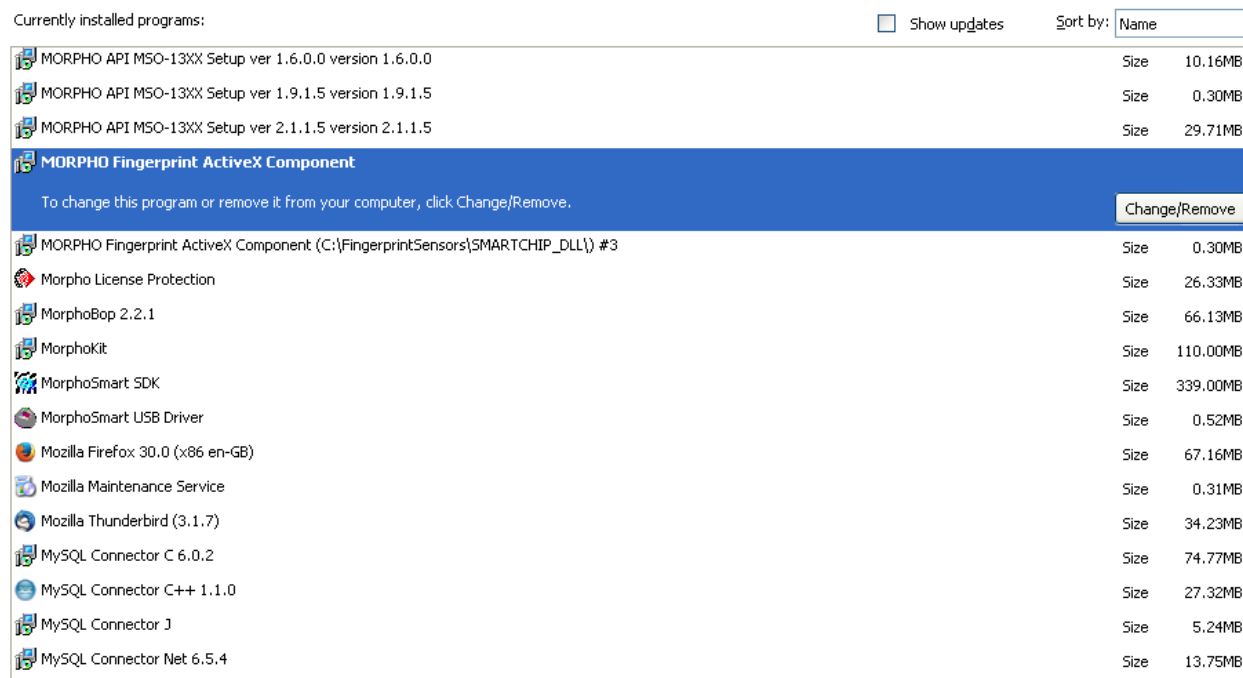 Currently installed programs: Show updates Sort by: Name
MORPHO API MSO-13XX Setup ver 1.6.0.0 version 1.6.0.0 Size 10.16MB
MORPHO API MSO-13XX Setup ver 1.9.1.5 version 1.9.1.5 Size 0.30MB
MORPHO API MSO-13XX Setup ver 2.1.1.5 version 2.1.1.5 Size 29.71MB
MORPHO Fingerprint ActiveX Component
To change this program or remove it from your computer, click Change/Remove. Change/Remove
MORPHO Fingerprint ActiveX Component (C:\FingerprintSensors\SMARTCHIP_DLL\) #3 Size 0.30MB
Morpho License Protection Size 26.33MB
MorphoBop 2.2.1 Size 66.13MB
MorphoKit Size 110.00MB
MorphoSmart SDK Size 339.00MB
MorphoSmart USB Driver Size 0.52MB
Mozilla Firefox 30.0 (x86 en-GB) Size 67.16MB
Mozilla Maintenance Service Size 0.31MB
Mozilla Thunderbird (3.1.7) Size 34.23MB
MySQL Connector C 6.0.2 Size 74.77MB
MySQL Connector C++ 1.1.0 Size 27.32MB
MySQL Connector J Size 5.24MB
MySQL Connector Net 6.5.4 Size 13.75MB